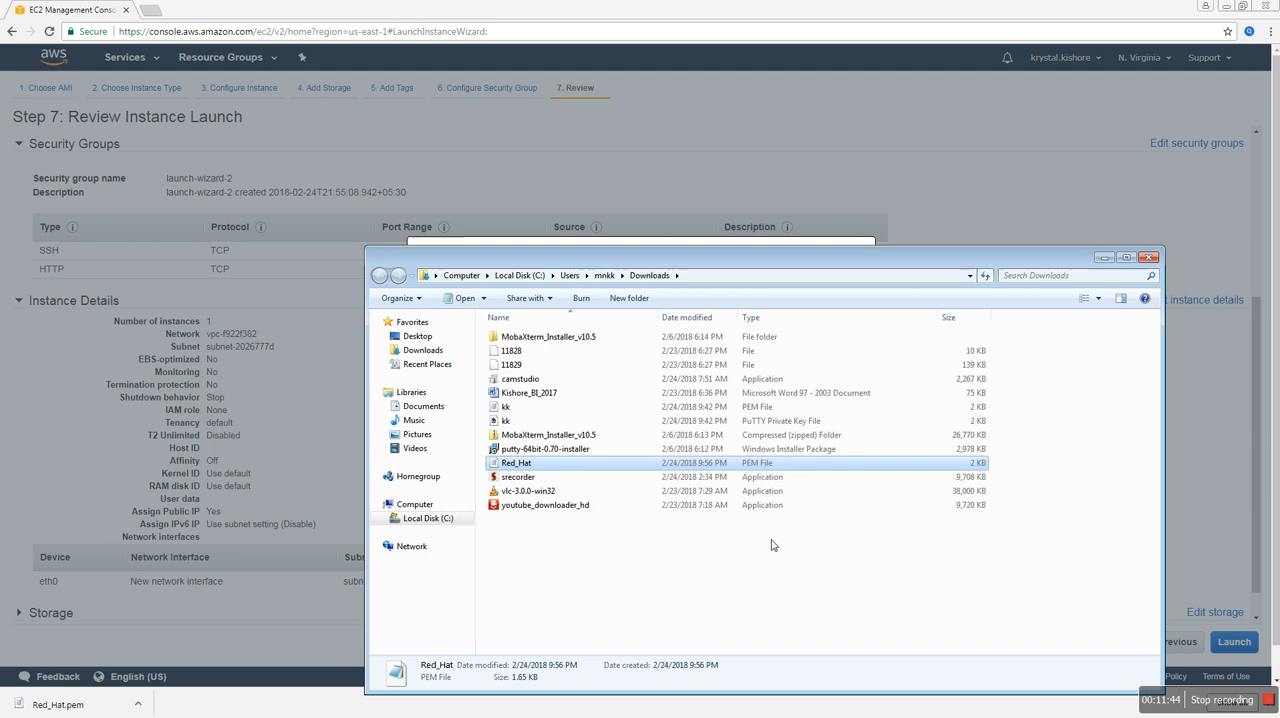 EC2 Management Conso
Secure https://console.aws.amazon.com/ec2/v2/home?region=us-east-1#LaunchInstanceWizard:
aws Services Resource Groups krystal.kishore N. Virginia Support
1. Choose AMI 2. Choose Instance Type 3. Configure Instance 4. Add Storage 5. Add Tags 6. Configure Security Group 7. Review
Step 7: Review Instance Launch
Security Groups Edit security groups
Security group name launch-wizard-2
Description launch-wizard-2 created 2018-02-24T21:55:08.942+05:30
Type Protocol Port Range Source Description
SSH TCP
HTTP TCP
Instance Details t instance details
Number of instances 1
Network vpc-f922f382
Subnet subnet-2026777d
EBS-optimized No
Monitoring No
Termination protection No
Shutdown behavior Stop
IAM role None
Tenancy default
T2 Unlimited Disabled
Host ID
Affinity Off
Kernel ID Use default
RAM disk ID Use default
User data
Assign Public IP Yes
Assign IPv6 IP Use subnet setting (Disable)
Network interfaces
Device Network Interface Subn
eth0 New network interface subn
Storage Edit storage
revious Launch
Feedback English (US) Policy Terms of Use
Computer Local Disk (C:) Users mnkk Downloads Search Downloads
Organize Open Share with Burn New folder
Favorites
Desktop
Downloads
Recent Places
Libraries
Documents
Music
Pictures
Videos
Homegroup
Computer
Local Disk (C:)
Network
Name Date modified Type Size
MobaXterm_Installer_v10.5 2/6/2018 6:14 PM File folder
11828 2/23/2018 6:27 PM File 10 KB
11829 2/23/2018 6:27 PM File 139 KB
camstudio 2/24/2018 7:51 AM Application 2,267 KB
Kishore_BI_2017 2/23/2018 6:36 PM Microsoft Word 97 - 2003 Document 75 KB
kk 2/24/2018 9:42 PM PEM File 2 KB
kk 2/24/2018 9:42 PM PuTTY Private Key File 2 KB
MobaXterm_Installer_v10.5 2/6/2018 6:13 PM Compressed (zipped) Folder 26,770 KB
putty-64bit-0.70-installer 2/6/2018 6:12 PM Windows Installer Package 2,978 KB
Red_Hat 2/24/2018 9:56 PM PEM File 2 KB
srecorder 2/24/2018 2:34 PM Application 9,708 KB
vlc-3.0.0-win32 2/23/2018 7:29 AM Application 38,000 KB
youtube_downloader_hd 2/23/2018 7:18 AM Application 9,720 KB
Red_Hat Date modified: 2/24/2018 9:56 PM Date created: 2/24/2018 9:56 PM
PEM File Size: 1.65 KB
Red_Hat.pem
00:11:44 Stop recording